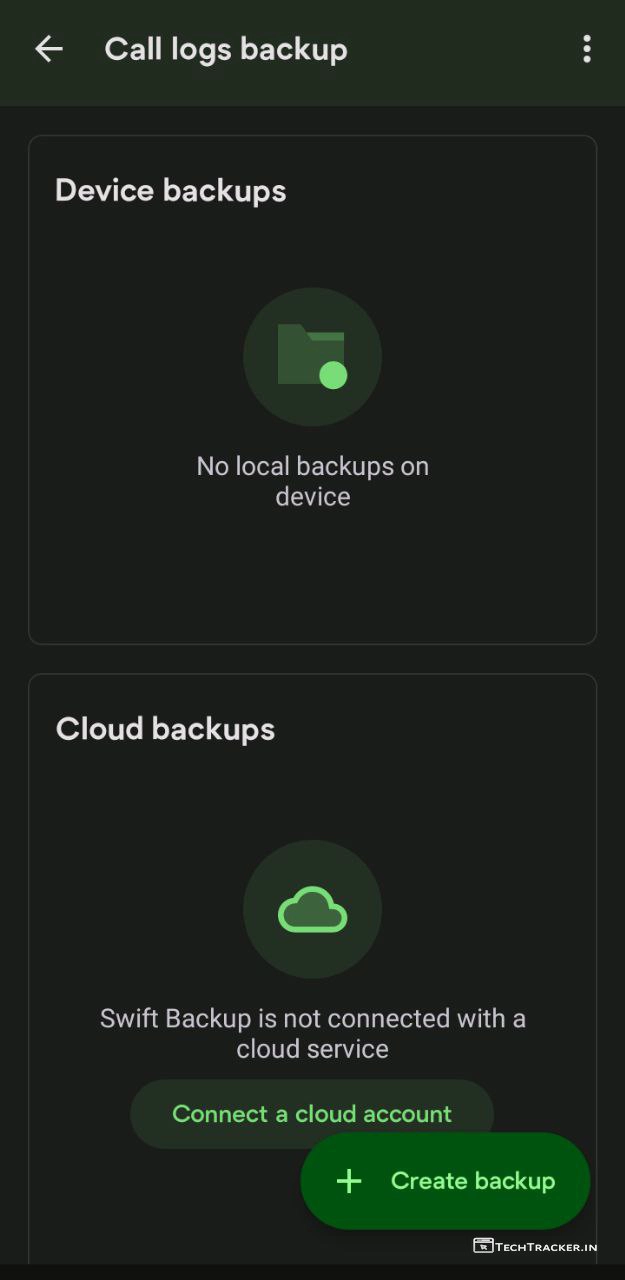 Call logs backup
Device backups
No local backups on
device
Cloud backups
Swift Backup is not connected with a
cloud service
Connect a cloud account
Create backup
TECHTRACKER.IN